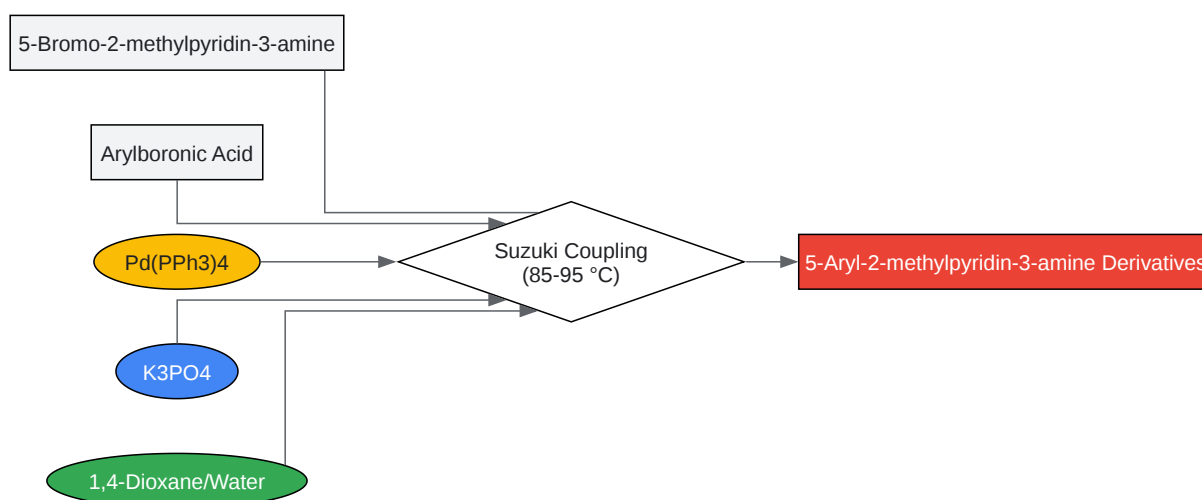 5-Bromo-2-methylpyridin-3-amine
Arylboronic Acid
Pd(PPh3)4
K3PO4
1,4-Dioxane/Water
Suzuki Coupling
(85-95 °C)
5-Aryl-2-methylpyridin-3-amine Derivatives